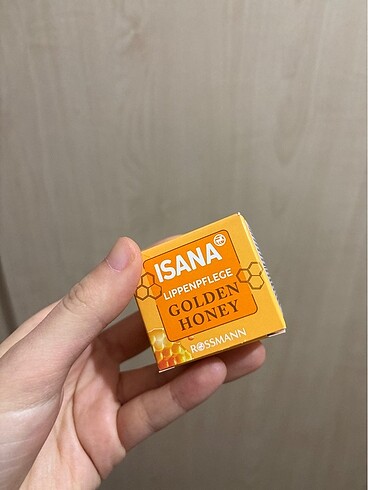 ISANA
LIPPENPFLEGE
GOLDEN
HONEY
ROSSMANN